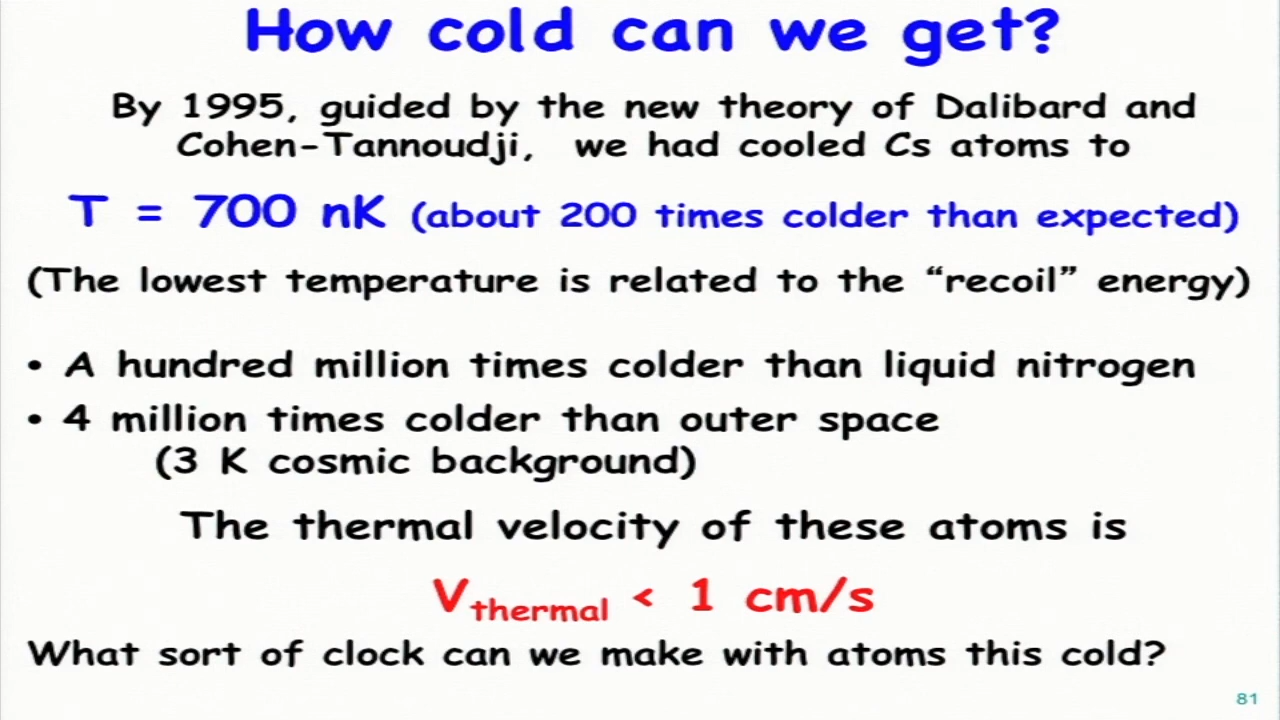 How cold can we get?
By 1995, guided by the new theory of Dalibard and
Cohen-Tannoudji, we had cooled Cs atoms to
T = 700 nK (about 200 times colder than expected)
(The lowest temperature is related to the “recoil” energy)
• A hundred million times colder than liquid nitrogen
• 4 million times colder than outer space
(3 K cosmic background)
The thermal velocity of these atoms is
Vthermal < 1 cm/s
What sort of clock can we make with atoms this cold?
81